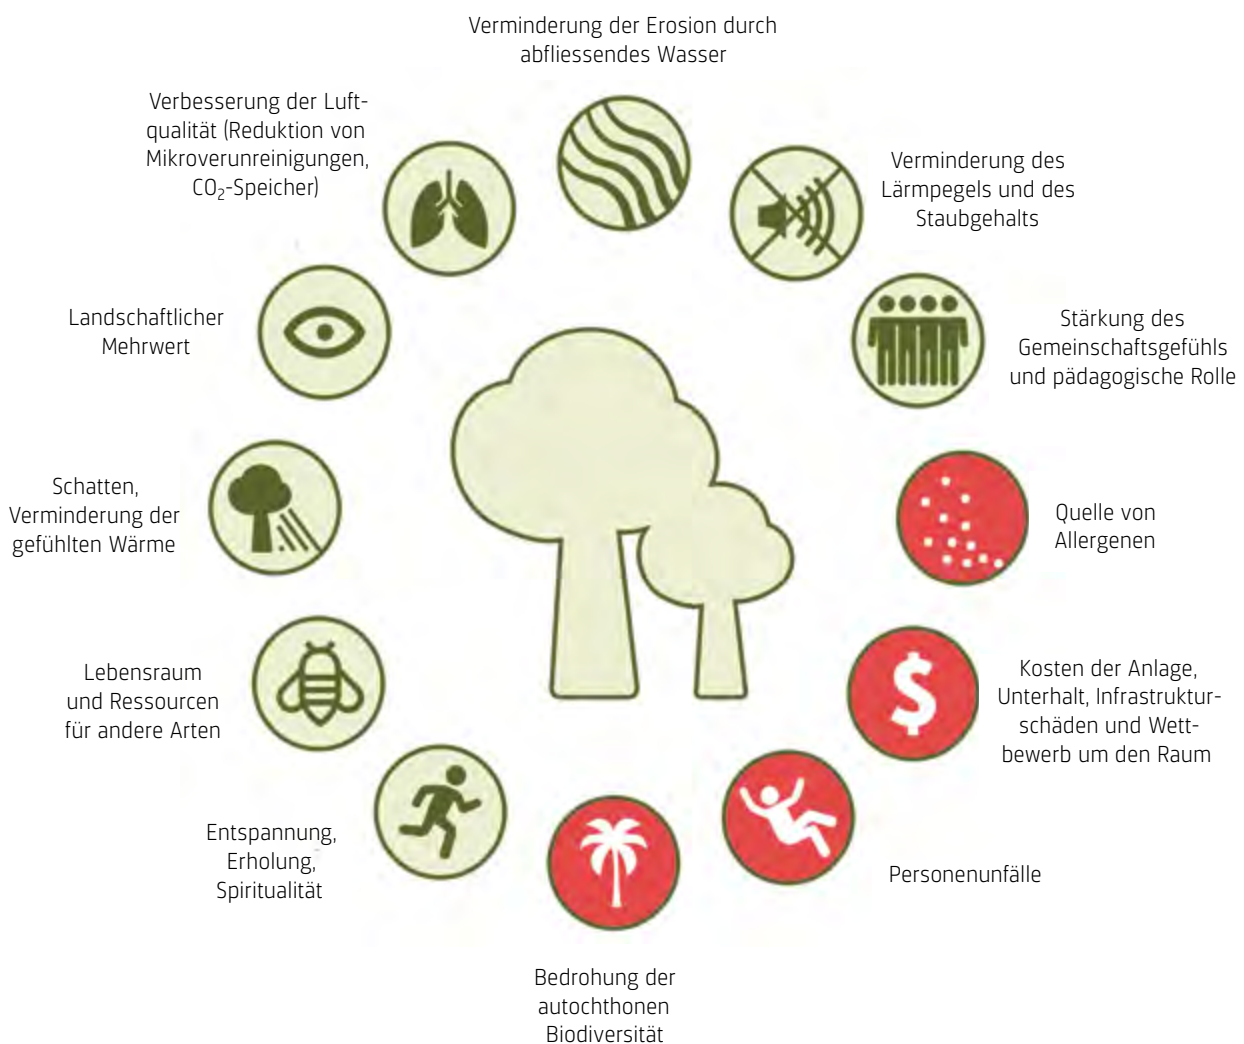 Verminderung der Erosion durch
abfliessendes Wasser
Verbesserung der Luft-
qualität (Reduktion von
Mikroverunreinigungen,
CO₂-Speicher)
Verminderung des
Lärmpegels und des
Staubgehalts
Landschaftlicher
Mehrwert
Stärkung des
Gemeinschaftsgefühls
und pädagogische Rolle
Schatten,
Verminderung der
gefühlten Wärme
Quelle von
Allergenen
Lebensraum
und Ressourcen
für andere Arten
$
Kosten der Anlage,
Unterhalt, Infrastruktur-
schäden und Wett-
bewerb um den Raum
Entspannung,
Erholung,
Spiritualität
Personenunfälle
Bedrohung der
autochthonen
Biodiversität